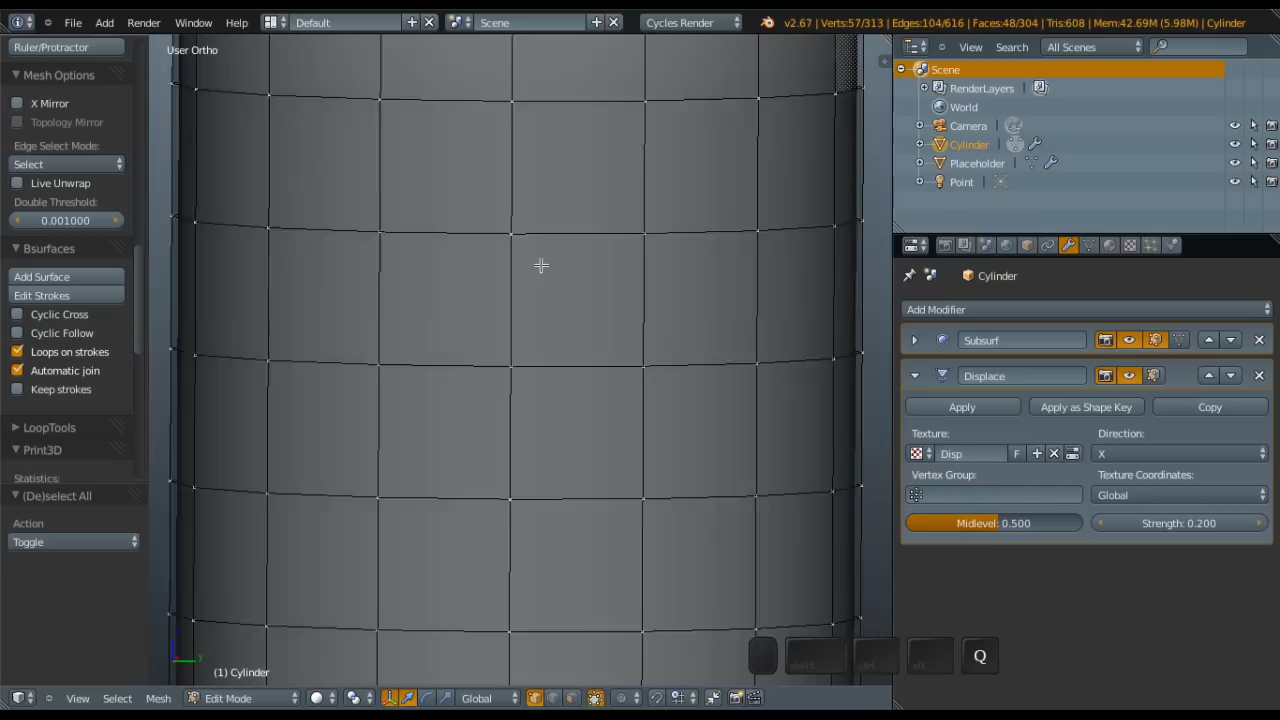 File Add Render Window Help Default Scene Cycles Render v2.67 | Verts:57/313 | Edges:104/616 | Faces:48/304 | Tris:608 | Mem:42.69M (5.98M) | Cylinder
Ruler/Protractor
Mesh Options
X Mirror
Topology Mirror
Edge Select Mode:
Select
Live Unwrap
Double Threshold:
0.001000
Bsurfaces
Add Surface
Edit Strokes
Cyclic Cross
Cyclic Follow
Loops on strokes
Automatic join
Keep strokes
LoopTools
Print3D
Statistics:
(De)select All
Action
Toggle
User Ortho
(1) Cylinder
Q
View Select Mesh Edit Mode Global
View Search All Scenes
Scene
RenderLayers
World
Camera
Cylinder
Placeholder
Point
Cylinder
Add Modifier
Subsurf
Displace
Apply Apply as Shape Key Copy
Texture: Direction:
Disp F X
Vertex Group: Texture Coordinates:
Global
Midlevel: 0.500 Strength: 0.200